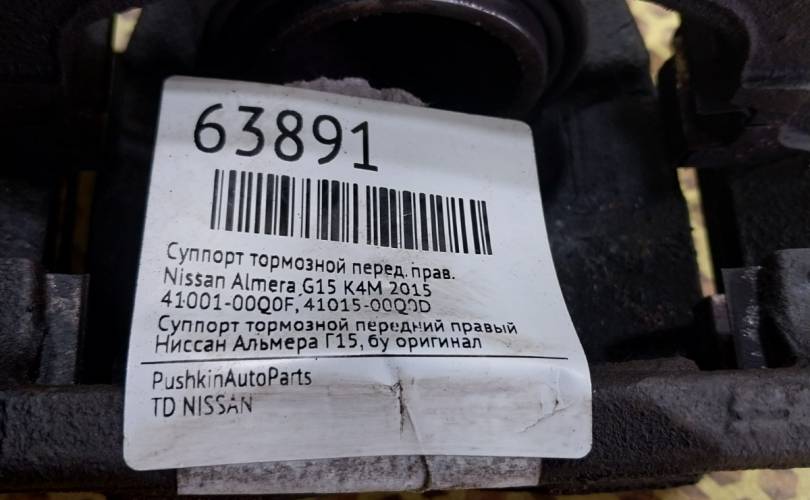 63891
Суппорт тормозной перед. прав.
Nissan Almera G15 K4M 2015
41001-00Q0F, 41015-00Q0D
Суппорт тормозной передний правый
Ниссан Альмера Г15, бу оригинал
PushkinAutoParts
TD NISSAN